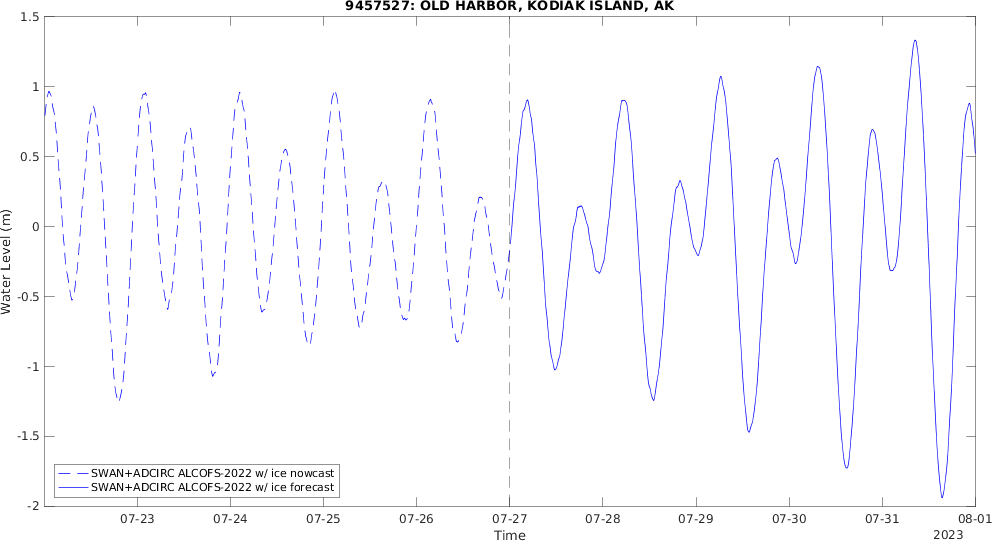 9457527: OLD HARBOR, KODIAK ISLAND, AK
1.5
1
0.5
0
-0.5
-1
-1.5
-2
Water Level (m)
SWAN+ADCIRC ALCOFS-2022 w/ ice nowcast
SWAN+ADCIRC ALCOFS-2022 w/ ice forecast
07-23 07-24 07-25 07-26 07-27 07-28 07-29 07-30 07-31 08-01
Time
2023